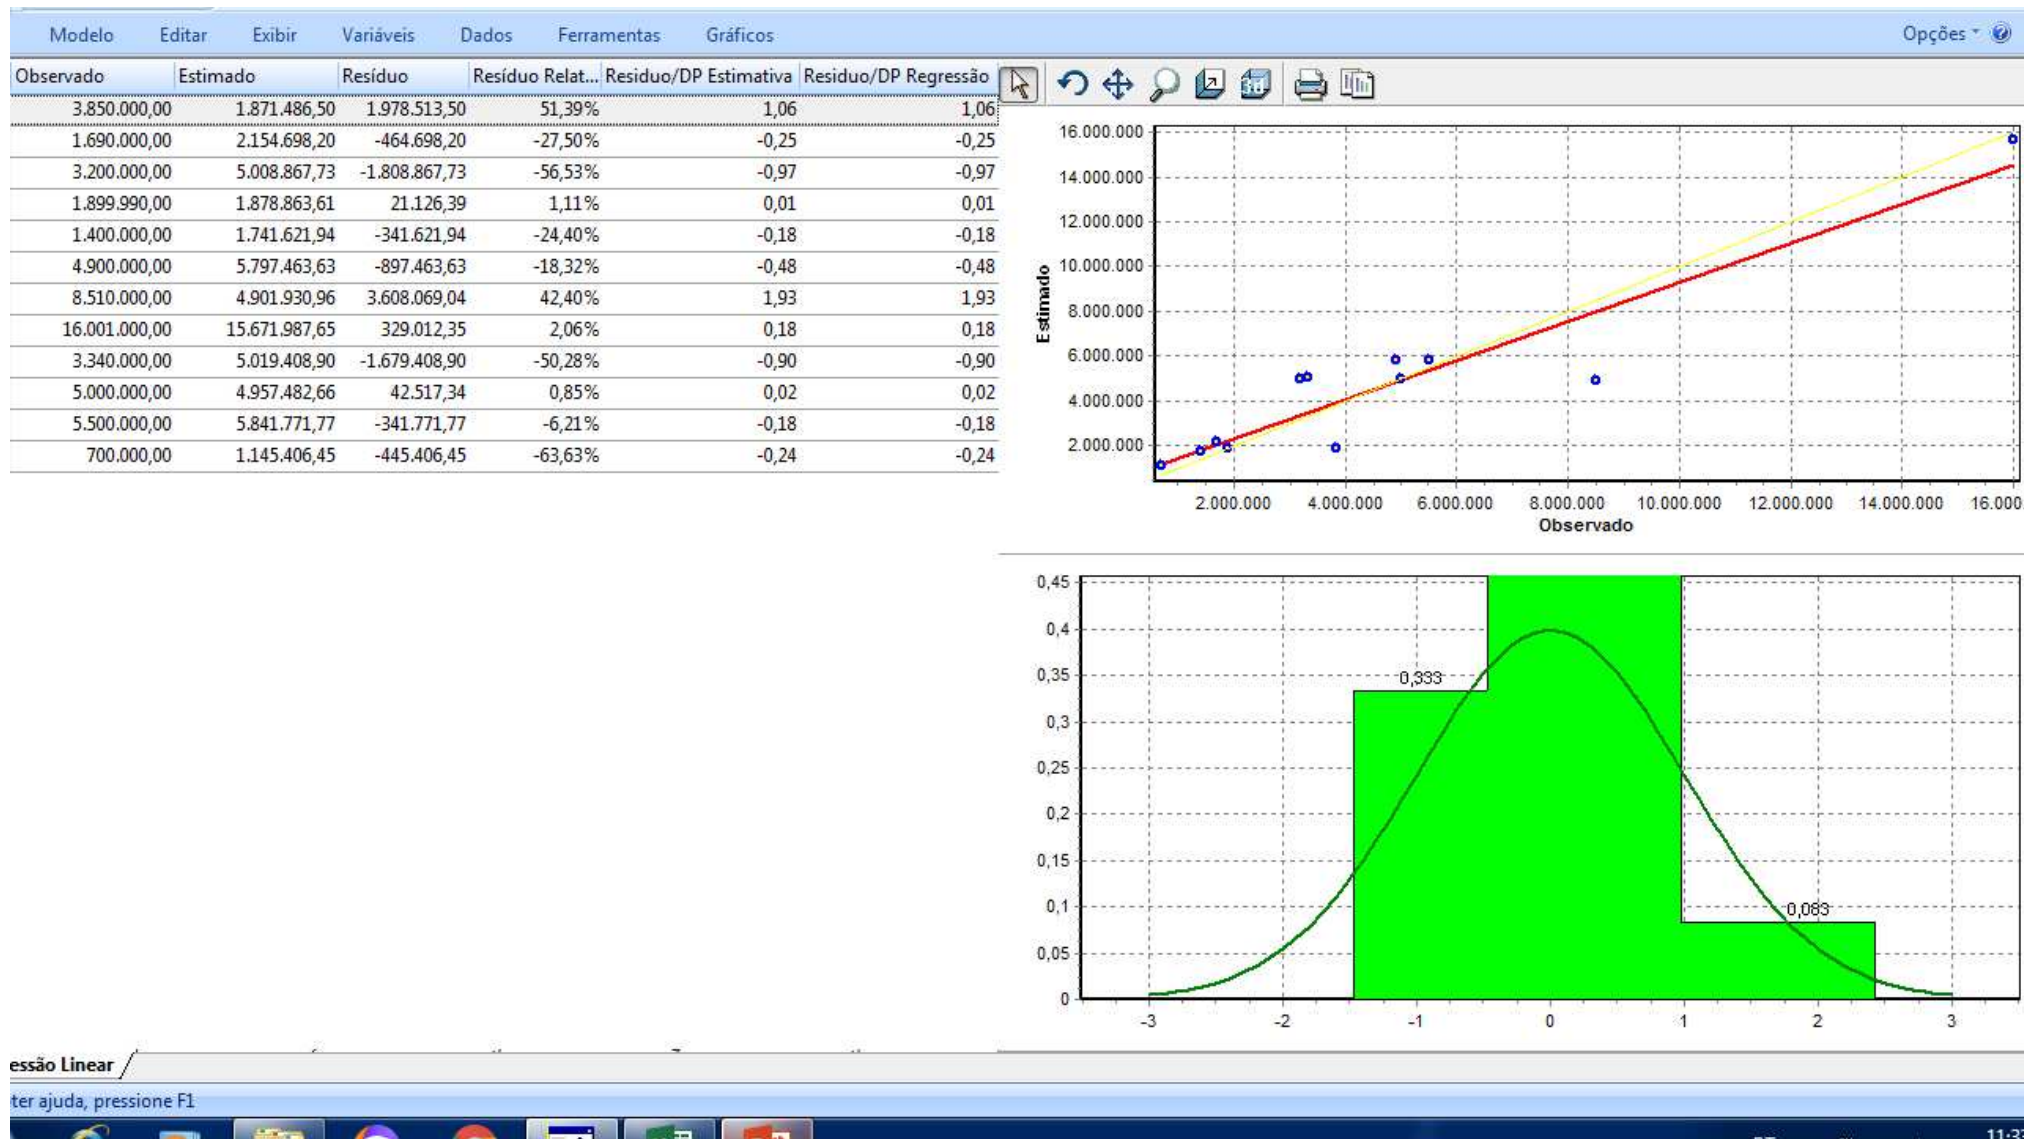 Modelo Editar Exibir Variáveis Dados Ferramentas Gráficos Opções
Observado Estimado Resíduo Resíduo Relat... Residuo/DP Estimativa Residuo/DP Regressão
3.850.000,00 1.871.486,50 1.978.513,50 51,39% 1,06 1,06
1.690.000,00 2.154.698,20 -464.698,20 -27,50% -0,25 -0,25
3.200.000,00 5.008.867,73 -1.808.867,73 -56,53% -0,97 -0,97
1.899.990,00 1.878.863,61 21.126,39 1,11% 0,01 0,01
1.400.000,00 1.741.621,94 -341.621,94 -24,40% -0,18 -0,18
4.900.000,00 5.797.463,63 -897.463,63 -18,32% -0,48 -0,48
8.510.000,00 4.901.930,96 3.608.069,04 42,40% 1,93 1,93
16.001.000,00 15.671.987,65 329.012,35 2,06% 0,18 0,18
3.340.000,00 5.019.408,90 -1.679.408,90 -50,28% -0,90 -0,90
5.000.000,00 4.957.482,66 42.517,34 0,85% 0,02 0,02
5.500.000,00 5.841.771,77 -341.771,77 -6,21% -0,18 -0,18
700.000,00 1.145.406,45 -445.406,45 -63,63% -0,24 -0,24
16.000.000
14.000.000
12.000.000
10.000.000
8.000.000
6.000.000
4.000.000
2.000.000
Estimado
2.000.000 4.000.000 6.000.000 8.000.000 10.000.000 12.000.000 14.000.000 16.000
Observado
0,45
0,4
0,35
0,3
0,25
0,2
0,15
0,1
0,05
0
0,333
0,083
-3 -2 -1 0 1 2 3
essão Linear
ter ajuda, pressione F1